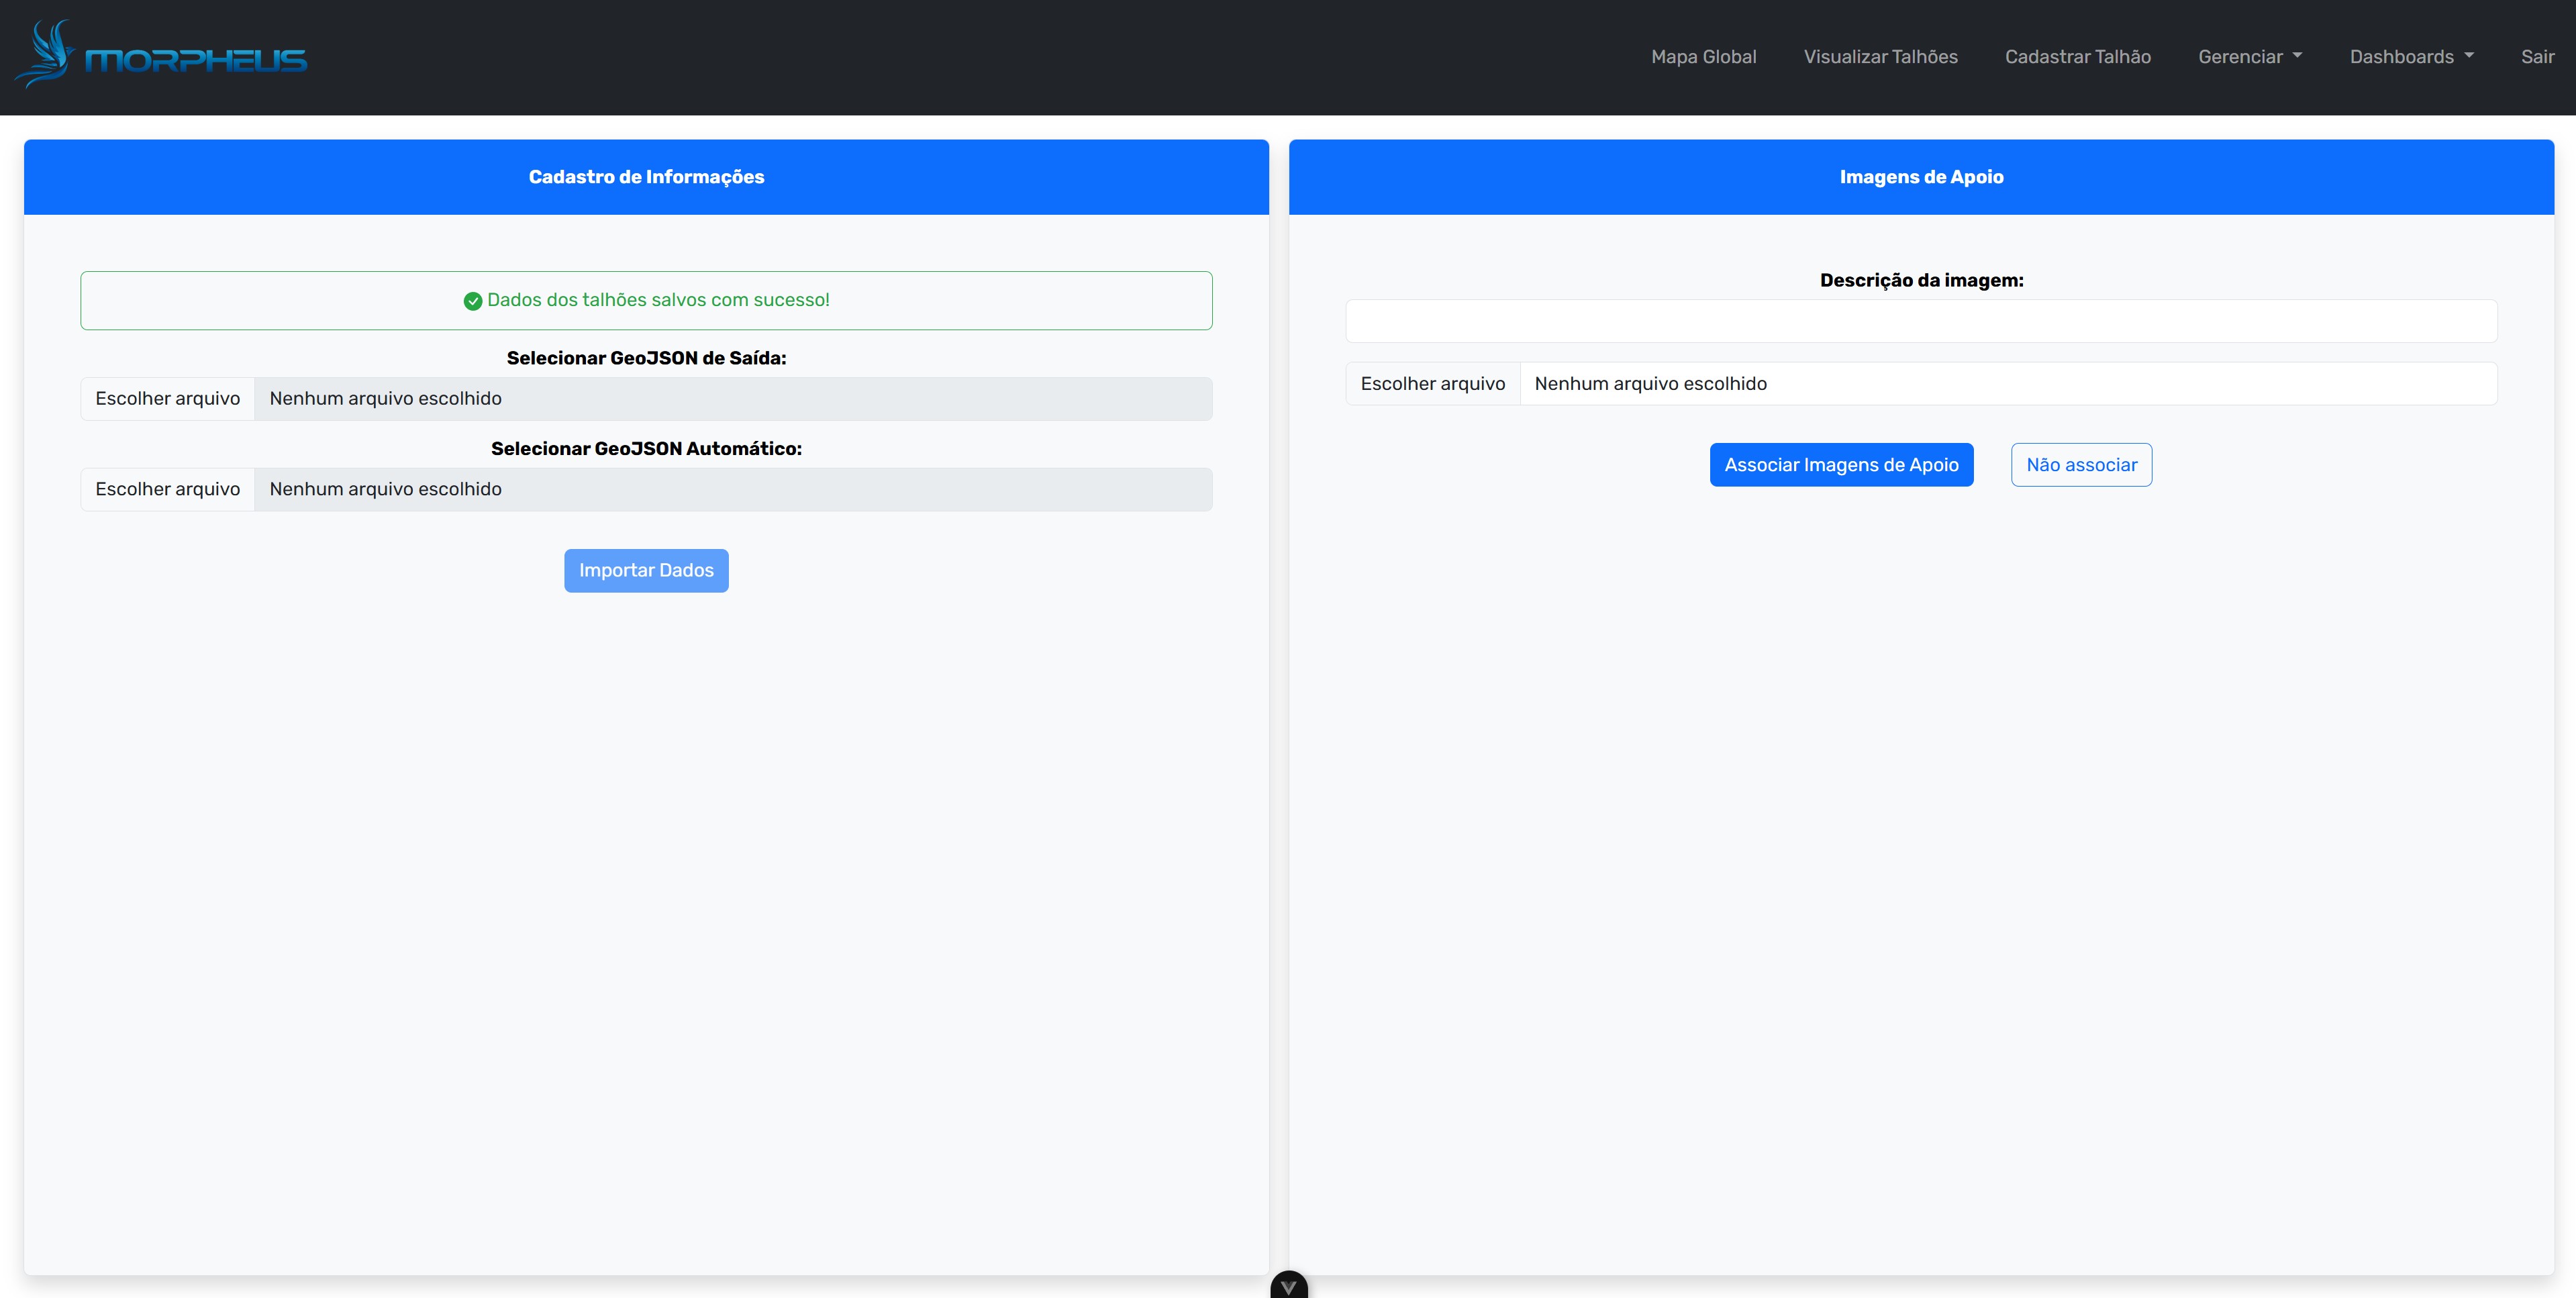 MORPHEUS
Mapa Global Visualizar Talhões Cadastrar Talhão Gerenciar Dashboards Sair
Cadastro de Informações
Dados dos talhões salvos com sucesso!
Selecionar GeoJSON de Saída:
Escolher arquivo Nenhum arquivo escolhido
Selecionar GeoJSON Automático:
Escolher arquivo Nenhum arquivo escolhido
Importar Dados
Imagens de Apoio
Descrição da imagem:
Escolher arquivo Nenhum arquivo escolhido
Associar Imagens de Apoio Não associar